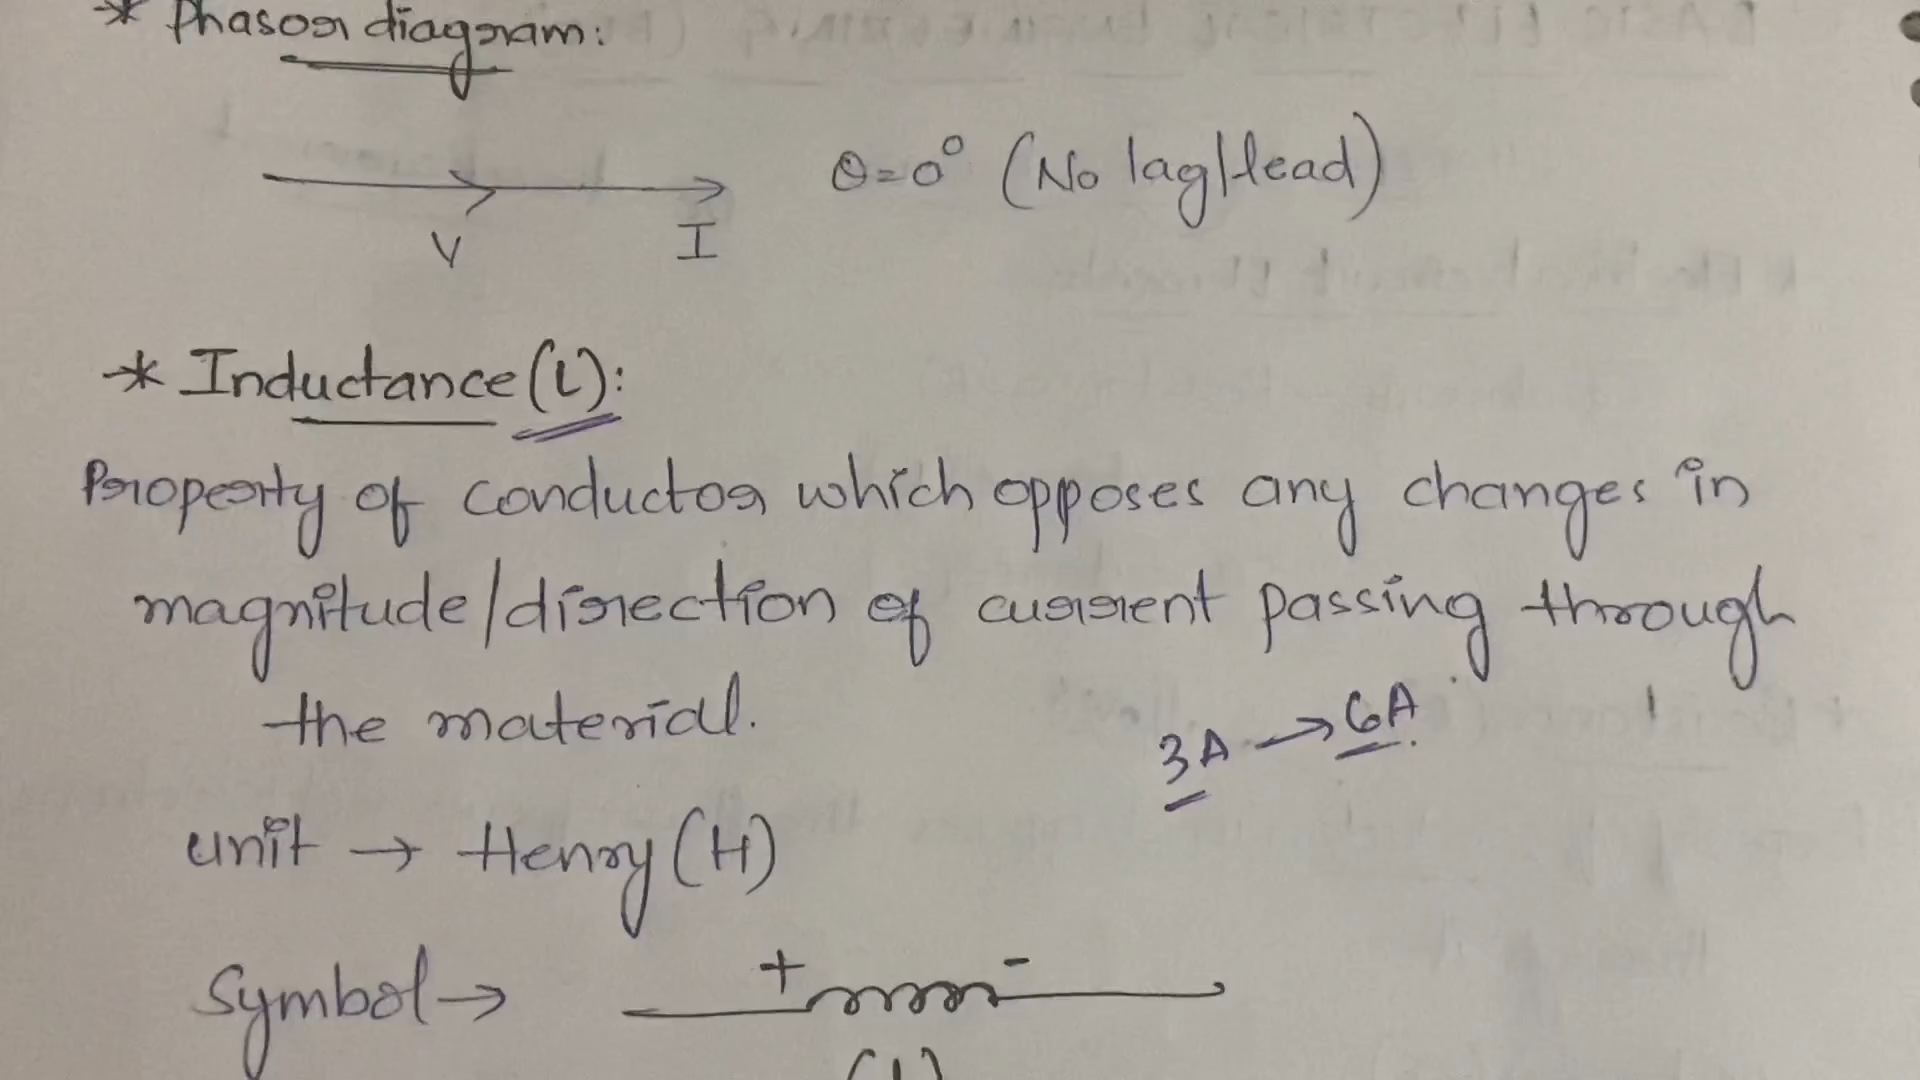 * Phasor diagram:
V I θ=0° (No lag/lead)
* Inductance (L):
Property of conductor which opposes any changes in
magnitude/direction of current passing through
the material.
3A → 6A
unit → Henry (H)
Symbol → + -
(L)